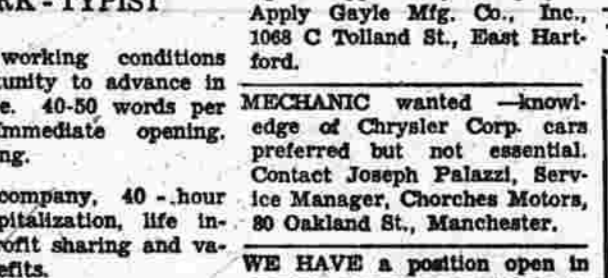 RK - TYPIST
working conditions
tunity to advance in
e. 40-50 words per
Immediate opening.
ng.
company, 40 - hour
pitalization, life in-
rofit sharing and va-
efits.
Apply Gayle Mfg. Co., Inc.,
1068 C Tolland St., East Hart-
ford.
MECHANIC wanted —knowl-
edge of Chrysler Corp. cars
preferred but not essential.
Contact Joseph Palazzi, Serv-
ice Manager, Chorches Motors,
80 Oakland St., Manchester.
WE HAVE a position open in